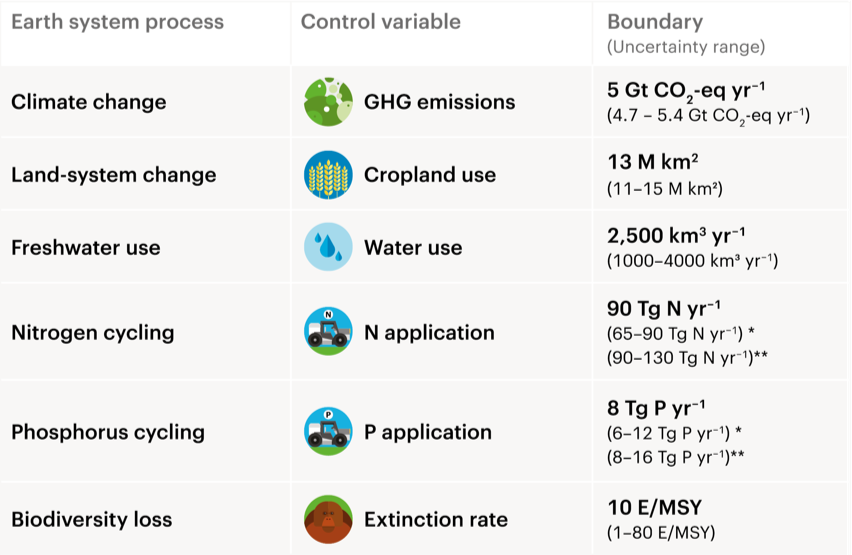 Earth system process
Control variable
Boundary
(Uncertainty range)
Climate change
GHG emissions
5 Gt CO₂-eq yr⁻¹
(4.7 – 5.4 Gt CO₂-eq yr⁻¹)
Land-system change
Cropland use
13 M km²
(11–15 M km²)
Freshwater use
Water use
2,500 km³ yr⁻¹
(1000–4000 km³ yr⁻¹)
Nitrogen cycling
N
N application
90 Tg N yr⁻¹
(65–90 Tg N yr⁻¹) *
(90–130 Tg N yr⁻¹)**
Phosphorus cycling
P
P application
8 Tg P yr⁻¹
(6–12 Tg P yr⁻¹) *
(8–16 Tg P yr⁻¹)**
Biodiversity loss
Extinction rate
10 E/MSY
(1–80 E/MSY)